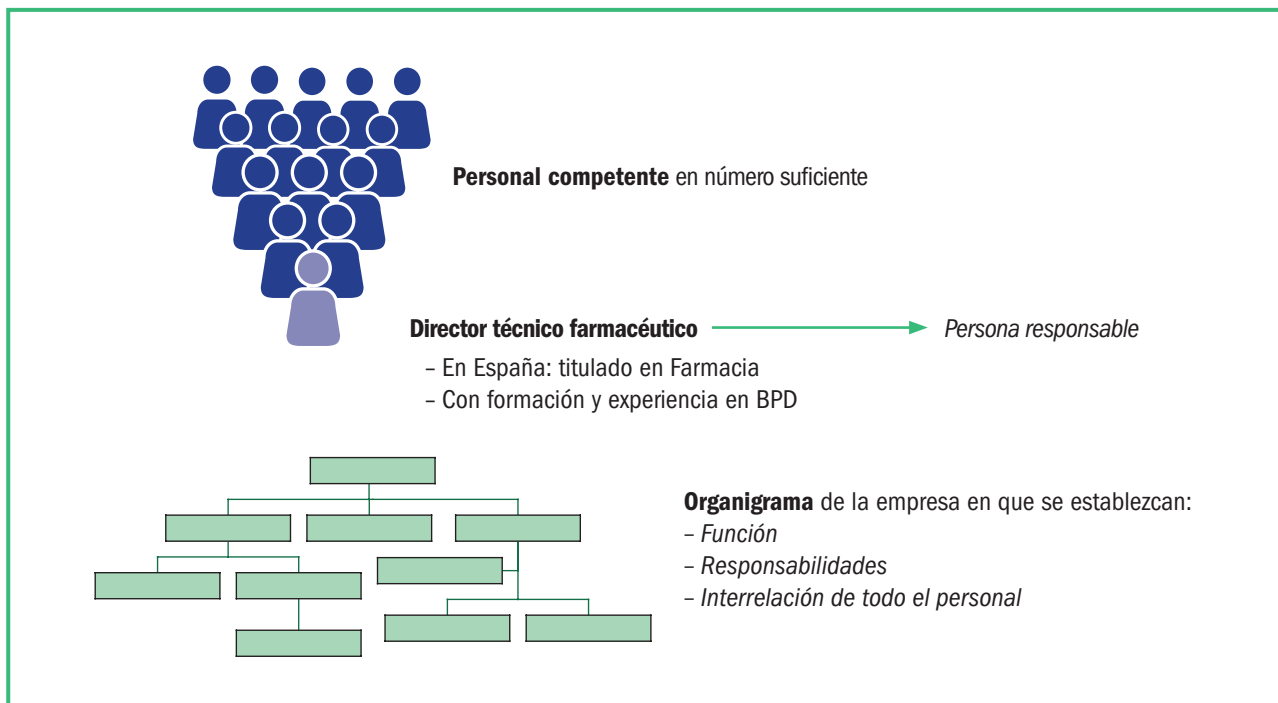 Personal competente en número suficiente
Director técnico farmacéutico
Persona responsable
– En España: titulado en Farmacia
– Con formación y experiencia en BPD
Organigrama de la empresa en que se establezcan:
– Función
– Responsabilidades
– Interrelación de todo el personal